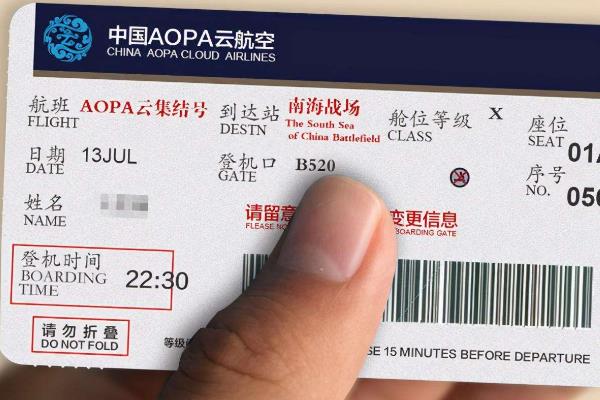 中国AOPA云航空
CHINA AOPA CLOUD AIRLINES
航班 AOPA云集结号
FLIGHT
到达站 南海战场
DESTN The South Sea
of China Battlefield
舱位等级 X
CLASS
座位
SEAT 01A
日期 13JUL
DATE
登机口 B520
GATE
序号
NO.
姓名
NAME
请留意 变更信息
PLEASE BOARDING GATE
登机时间
BOARDING 22:30
TIME
请勿折叠
DO NOT FOLD
等级
15 MINUTES BEFORE DEPARTURE